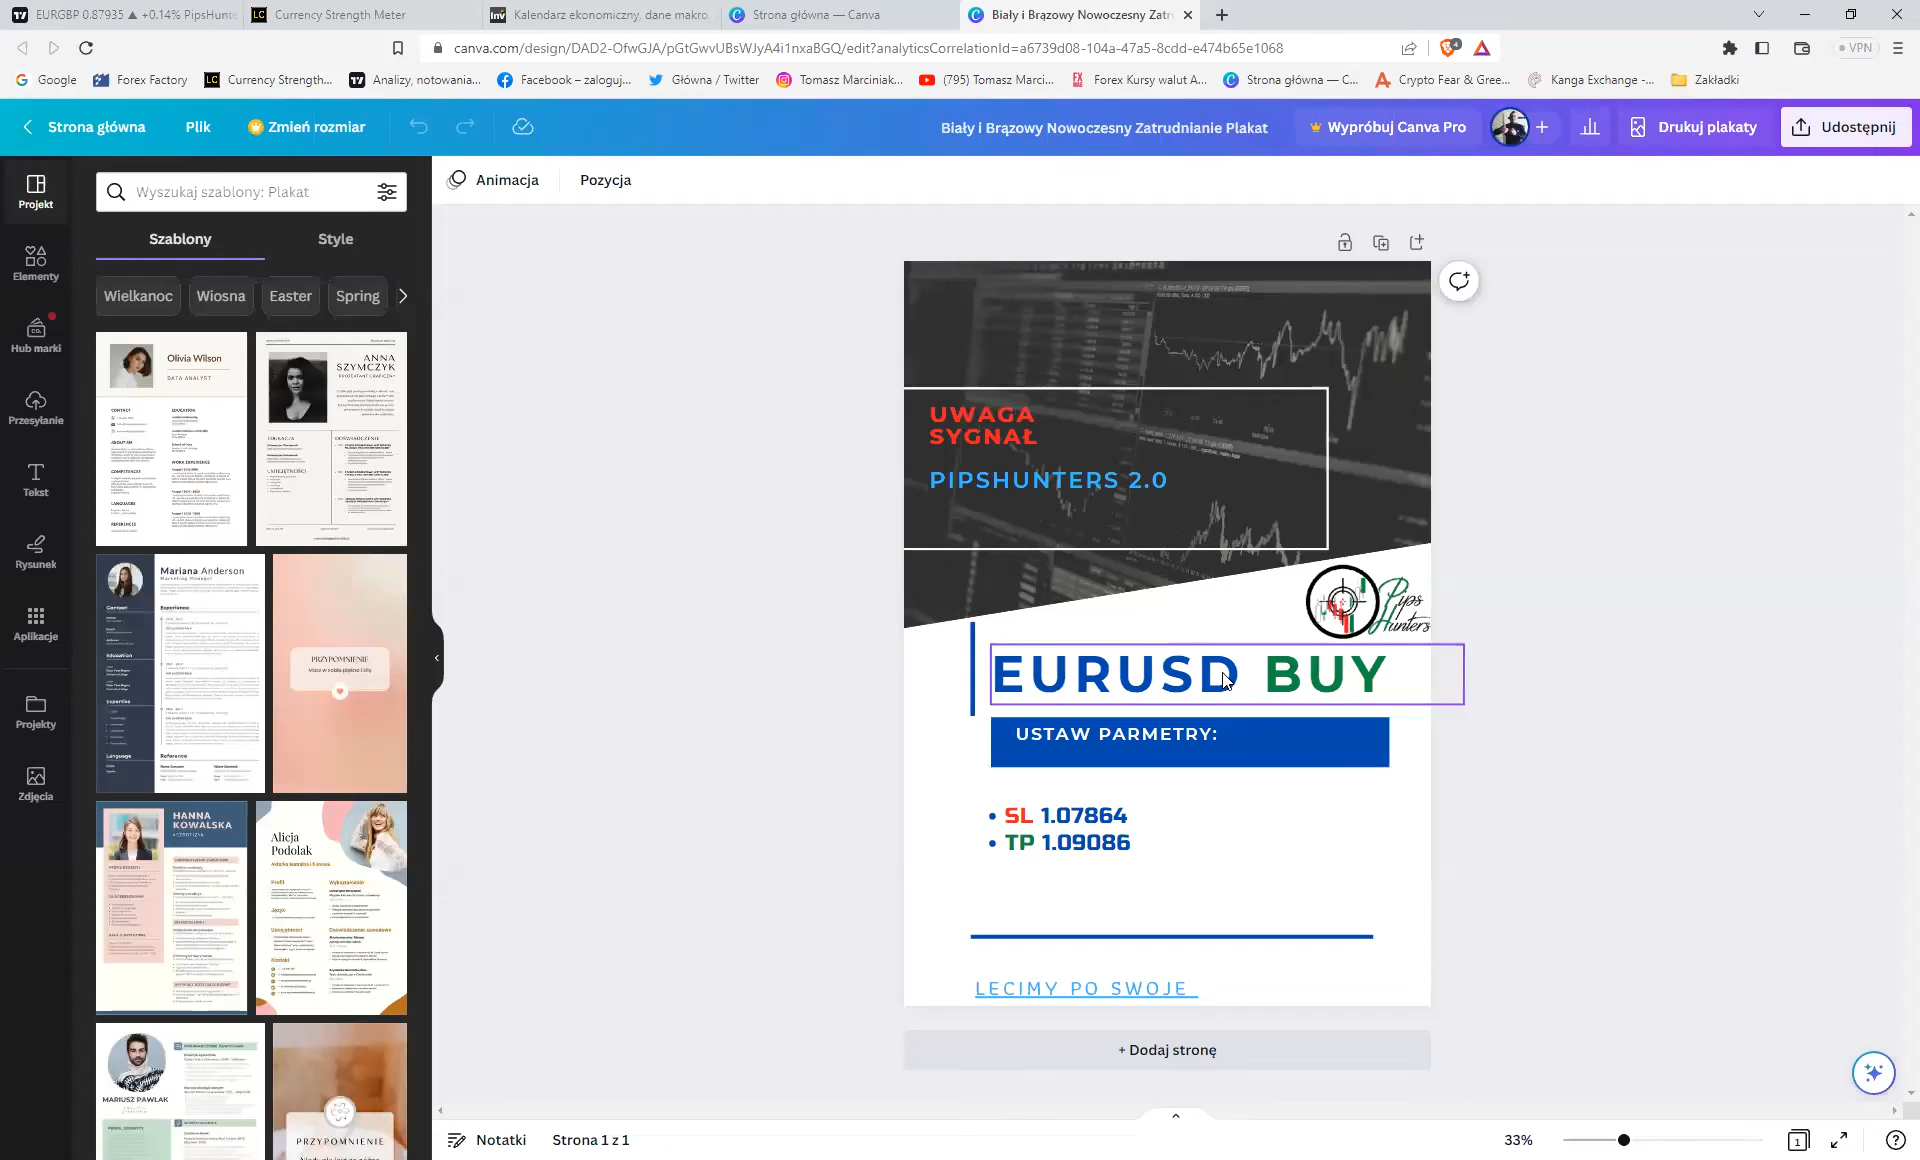 EURGBP 0.87935 ▲ +0.14% PipsHunte
Currency Strength Meter
Kalendarz ekonomiczny, dane makro
Strona główna — Canva
Biały i Brązowy Nowoczesny Zatr
canva.com/design/DAD2-OfwGJA/pGtGwvUBsWJyA4i1nxaBGQ/edit?analyticsCorrelationId=a6739d08-104a-47a5-8cdd-e474b65e1068
4
VPN
Google
Forex Factory
Currency Strength...
Analizy, notowania...
Facebook – zaloguj...
Główna / Twitter
Tomasz Marciniak...
(795) Tomasz Marci...
Forex Kursy walut A...
Strona główna — C...
Crypto Fear & Gree...
Kanga Exchange -...
Zakładki
Strona główna
Plik
Zmień rozmiar
Biały i Brązowy Nowoczesny Zatrudnianie Plakat
Wypróbuj Canva Pro
Drukuj plakaty
Udostępnij
Projekt
Elementy
Hub marki
Przesyłanie
Tekst
Rysunek
Aplikacje
Projekty
Zdjęcia
Wyszukaj szablony: Plakat
Szablony
Style
Wielkanoc
Wiosna
Easter
Spring
Olivia Wilson
DATA ANALYST
ANNA
SZYMCZYK
Mariana Anderson
Marketing Manager
PRZYPOMNIENIE
HANNA
KOWALSKA
Alicja
Podolak
MARIUSZ PAWLAK
PRZYPOMNIENIE
Animacja
Pozycja
UWAGA
SYGNAŁ
PIPSHUNTERS 2.0
Pips
Hunters
EURUSD BUY
USTAW PARMETRY:
• SL 1.07864
• TP 1.09086
LECIMY PO SWOJE
+ Dodaj stronę
Notatki
Strona 1 z 1
33%
1